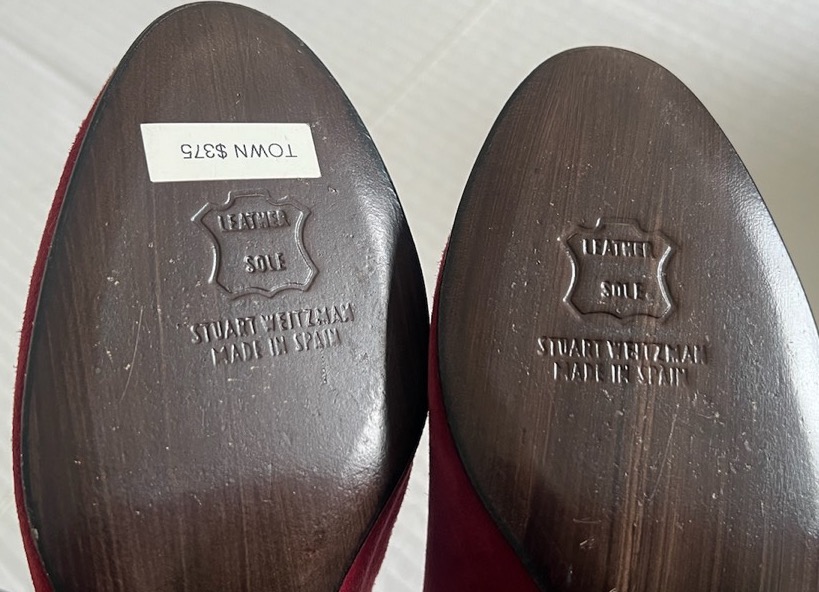 TOWN $375
LEATHER
SOLE
STUART WEITZMAN
MADE IN SPAIN
LEATHER
SOLE
STUART WEITZMAN
MADE IN SPAIN